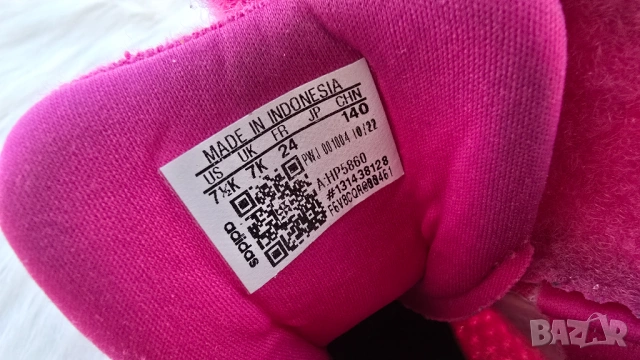 MADE IN INDONESIA
US UK FR JP CHN
7½K 7K 24 140
PWJ 001004 10/22
A:HP5860
#131438128
adidas
BAZAR